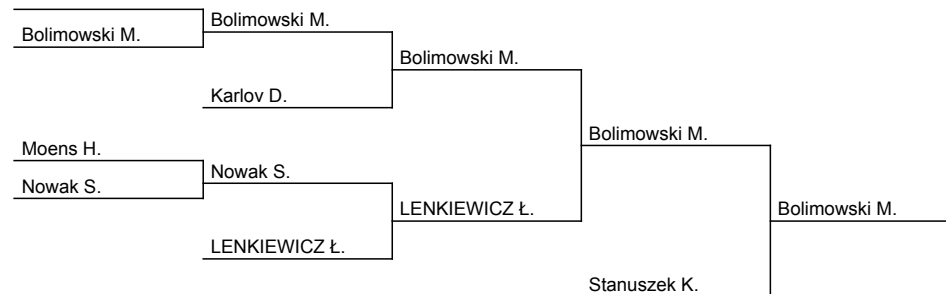 Bolimowski M.
Bolimowski M.
Bolimowski M.
Karlov D.
Bolimowski M.
Moens H.
Nowak S.
Nowak S.
LENKIEWICZ Ł.
Bolimowski M.
LENKIEWICZ Ł.
Stanuszek K.